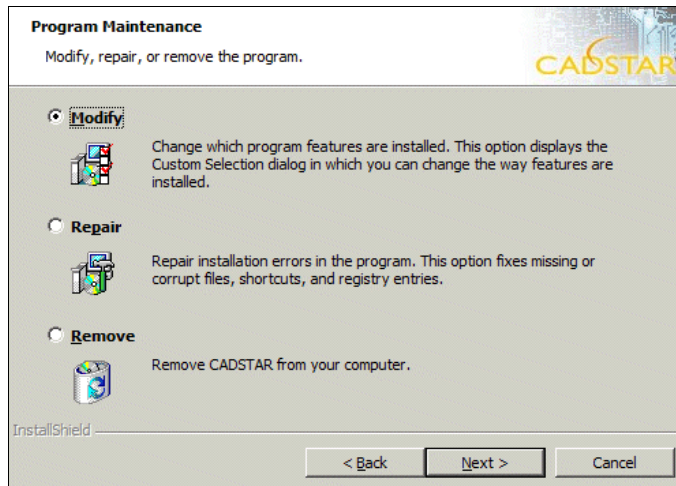 Program Maintenance
Modify, repair, or remove the program.
CADSTAR
Modify
Change which program features are installed. This option displays the
Custom Selection dialog in which you can change the way features are
installed.
Repair
Repair installation errors in the program. This option fixes missing or
corrupt files, shortcuts, and registry entries.
Remove
Remove CADSTAR from your computer.
InstallShield
< Back Next > Cancel